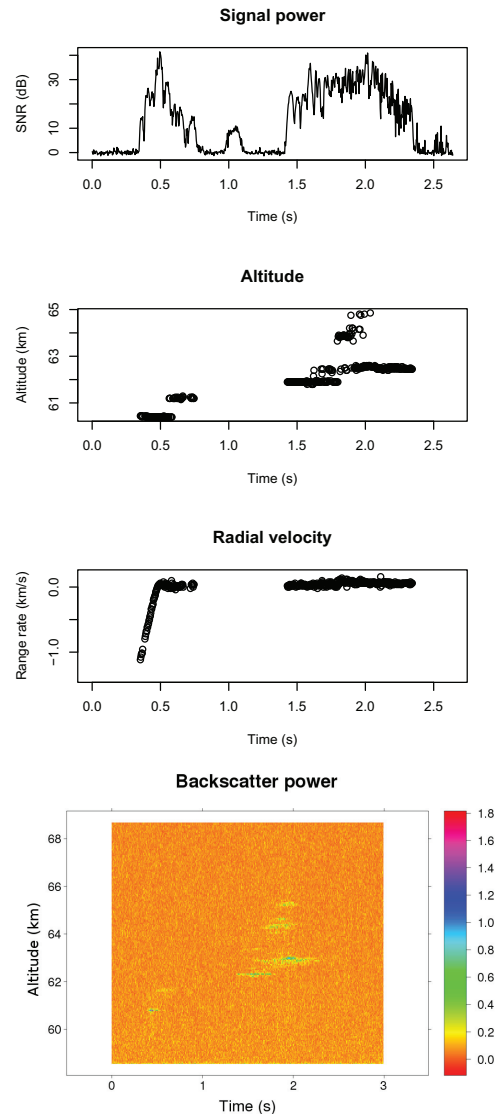 Signal power
SNR (dB)
30
10
0
0.0 0.5 1.0 1.5 2.0 2.5
Time (s)
Altitude
Altitude (km)
65
63
61
0.0 0.5 1.0 1.5 2.0 2.5
Time (s)
Radial velocity
Range rate (km/s)
0.0
-1.0
0.0 0.5 1.0 1.5 2.0 2.5
Time (s)
Backscatter power
Altitude (km)
68
66
64
62
60
0 1 2 3
Time (s)
1.8
1.6
1.4
1.2
1.0
0.8
0.6
0.4
0.2
0.0